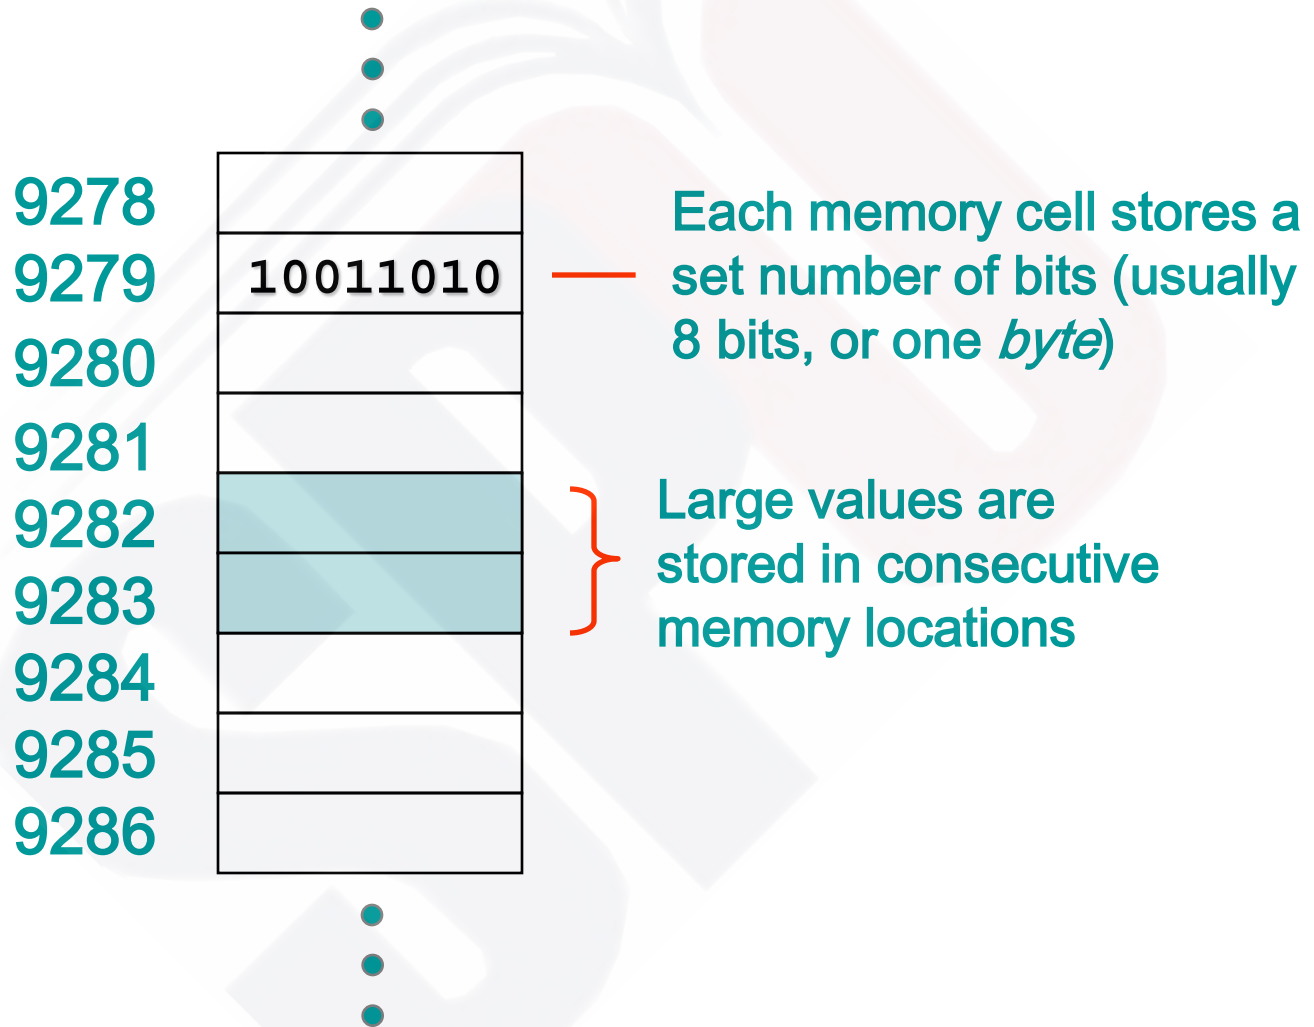 9278
9279
10011010
9280
9281
9282
9283
9284
9285
9286
Each memory cell stores a
set number of bits (usually
8 bits, or one byte)
Large values are
stored in consecutive
memory locations